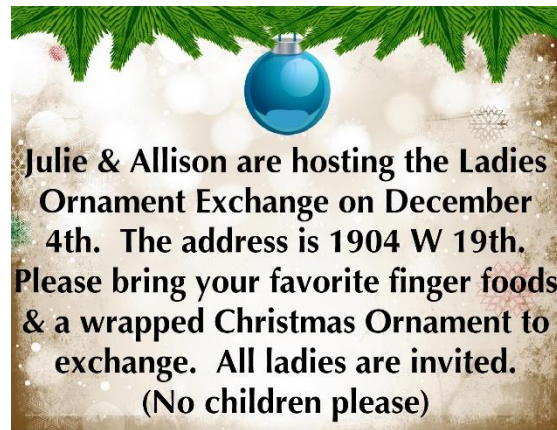 Julie & Allison are hosting the Ladies
Ornament Exchange on December
4th.  The address is 1904 W 19th.
Please bring your favorite finger foods
& a wrapped Christmas Ornament to
exchange.  All ladies are invited.
(No children please)